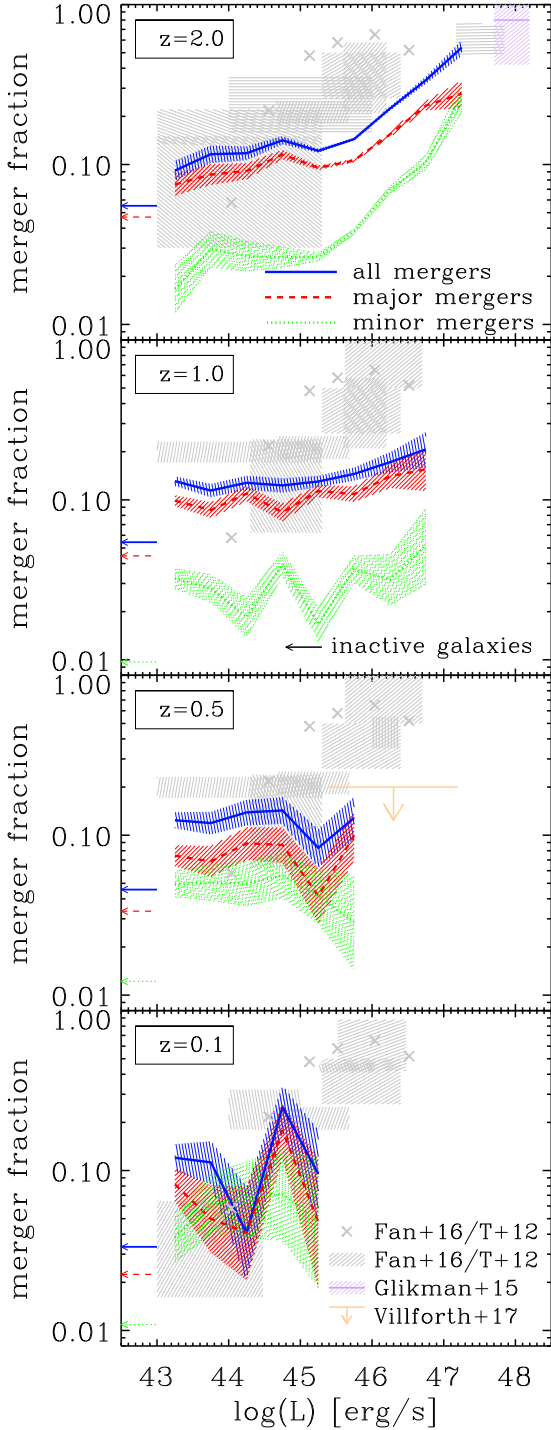 1.00
z=2.0
merger fraction
0.10
all mergers
major mergers
minor mergers
0.01
1.00
z=1.0
merger fraction
0.10
inactive galaxies
0.01
1.00
z=0.5
merger fraction
0.10
0.01
1.00
z=0.1
merger fraction
0.10
Fan+16/T+12
Fan+16/T+12
Glikman+15
Villforth+17
0.01
43 44 45 46 47 48
log(L) [erg/s]